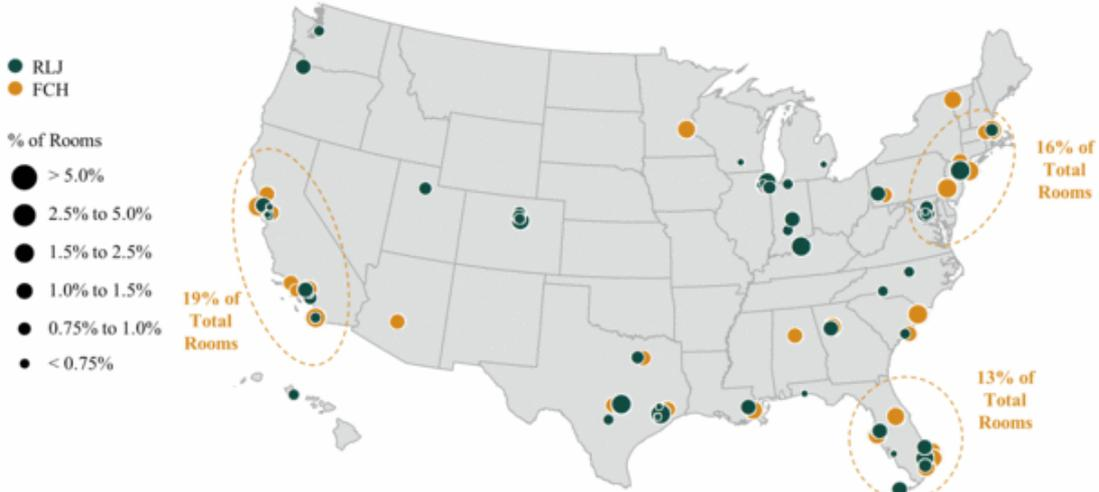 RLJ
FCH
% of Rooms
> 5.0%
2.5% to 5.0%
1.5% to 2.5%
1.0% to 1.5%
0.75% to 1.0%
< 0.75%
19% of
Total
Rooms
16% of
Total
Rooms
13% of
Total
Rooms